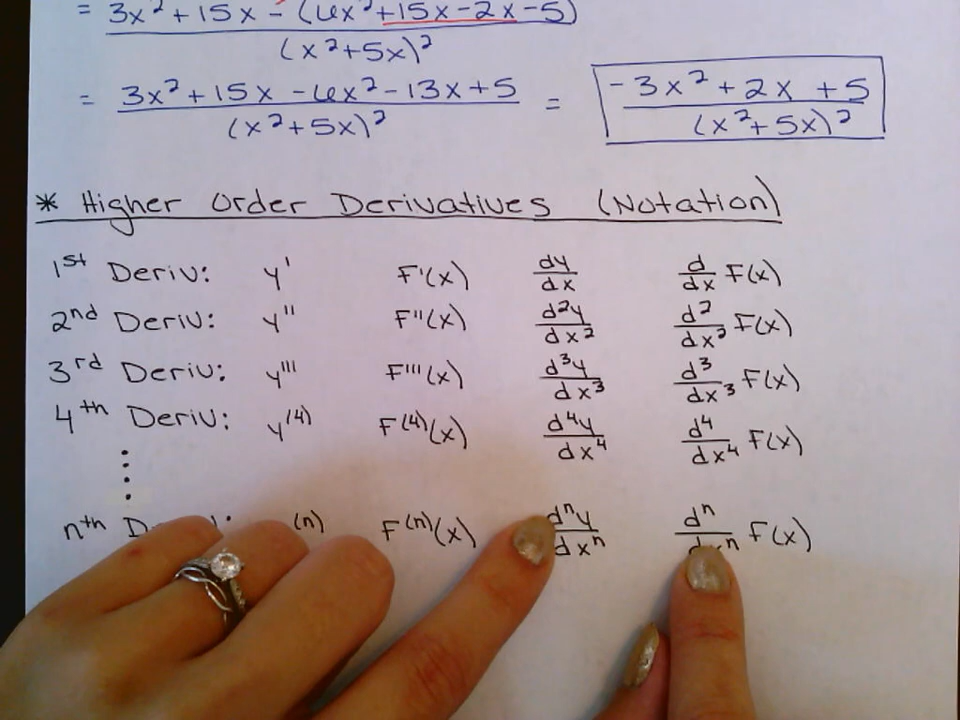 = 3x² + 15x - (6x² + 15x - 2x - 5) / (x² + 5x)²
= 3x² + 15x - 6x² - 13x + 5 / (x² + 5x)² = -3x² + 2x + 5 / (x² + 5x)²
* Higher Order Derivatives (Notation)
1st Deriv: y' F'(x) dy/dx d/dx F(x)
2nd Deriv: y'' F''(x) d²y/dx² d²/dx² F(x)
3rd Deriv: y''' F'''(x) d³y/dx³ d³/dx³ F(x)
4th Deriv: y⁽⁴⁾ F⁽⁴⁾(x) d⁴y/dx⁴ d⁴/dx⁴ F(x)
nth (n) F⁽ⁿ⁾(x) dⁿy/dxⁿ dⁿ/dxⁿ F(x)